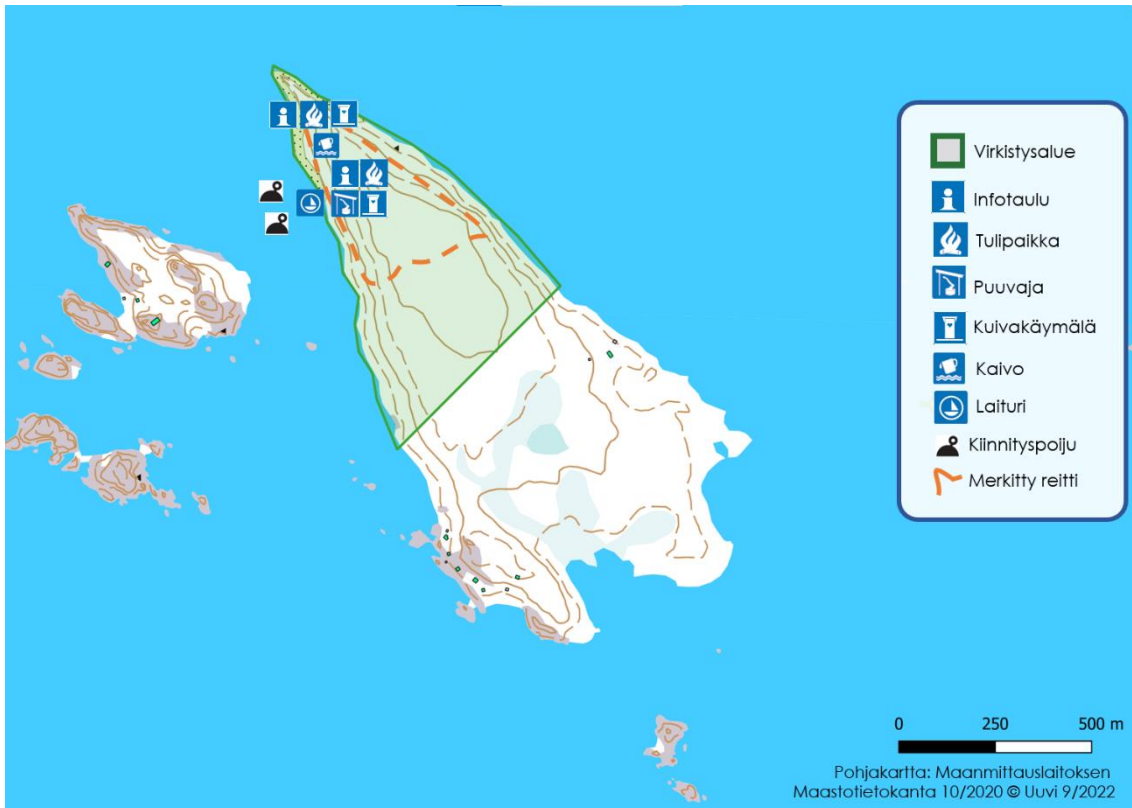 Virkistysalue
Infotaulu
Tulipaikka
Puuvaja
Kuivakäymälä
Kaivo
Laituri
Kiinnityspoiju
Merkitty reitti
0 250 500 m
Pohjakartta: Maanmittauslaitoksen
Maastotietokanta 10/2020 © Uuvi 9/2022